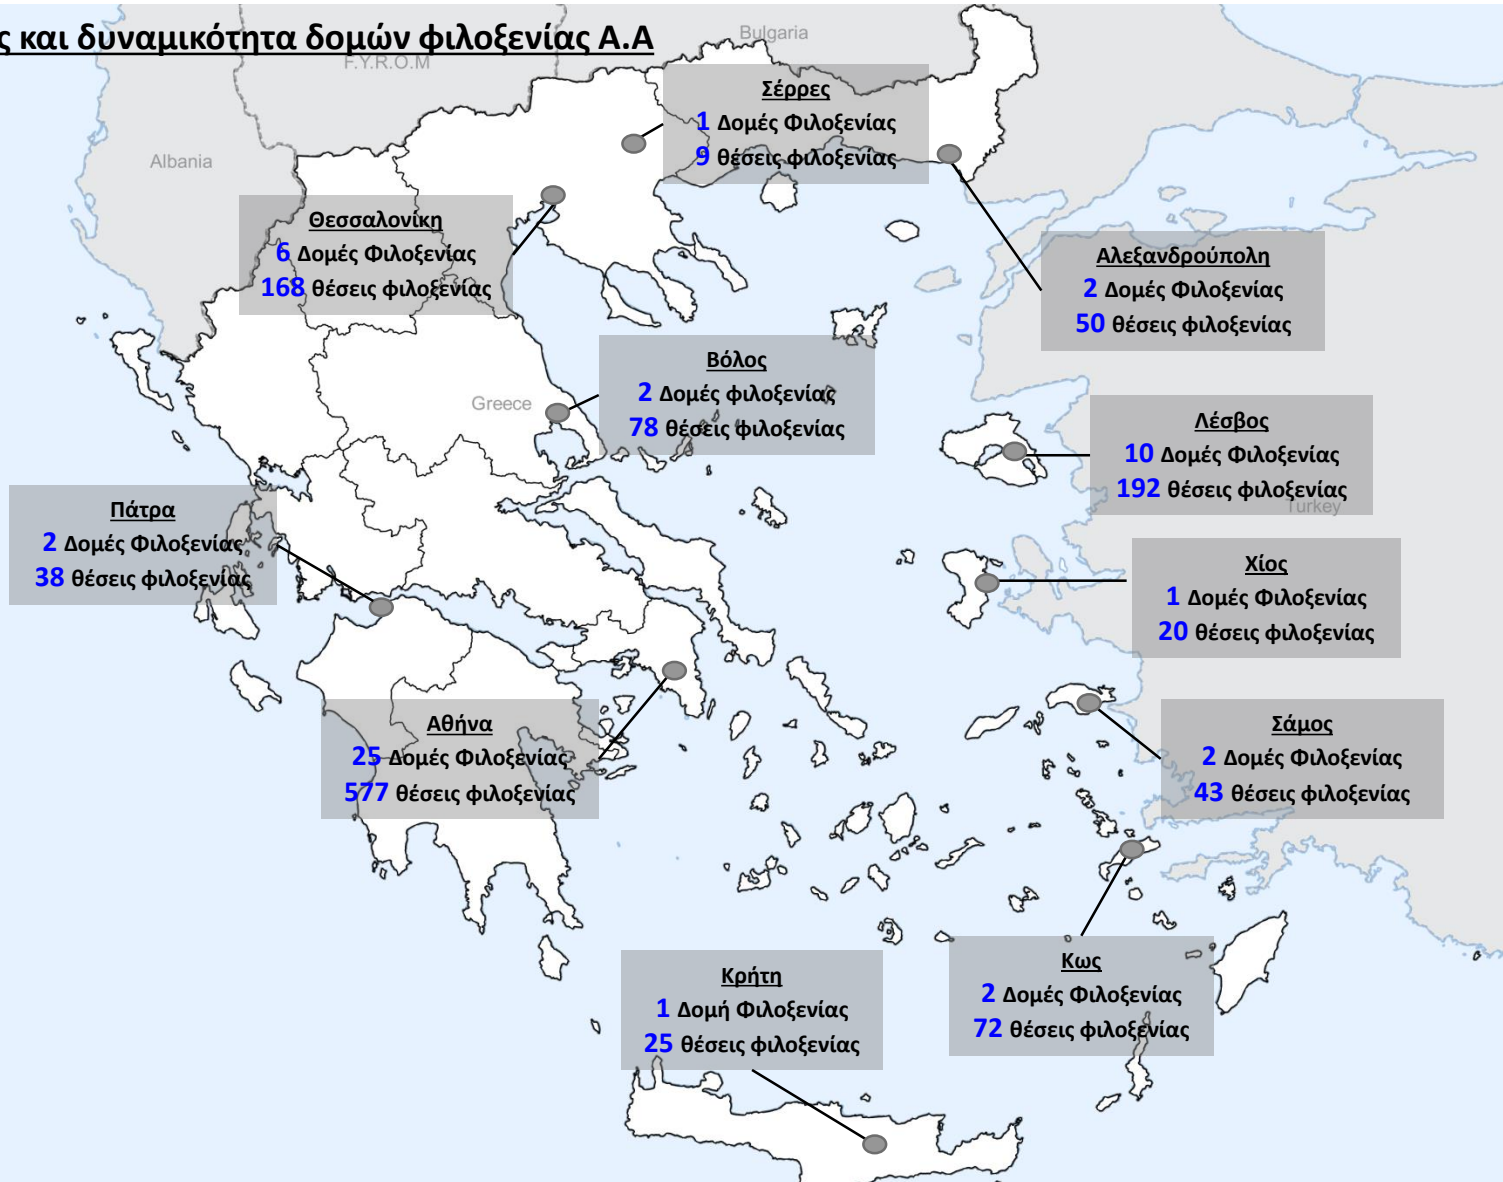 ς και δυναμικότητα δομών φιλοξενίας Α.Α
Bulgaria
F.Y.R.O.M
Σέρρες
1 Δομές Φιλοξενίας
9 θέσεις φιλοξενίας
Albania
Θεσσαλονίκη
6 Δομές Φιλοξενίας
168 θέσεις φιλοξενίας
Αλεξανδρούπολη
2 Δομές Φιλοξενίας
50 θέσεις φιλοξενίας
Βόλος
2 Δομές φιλοξενίας
78 θέσεις φιλοξενίας
Greece
Λέσβος
10 Δομές Φιλοξενίας
192 θέσεις φιλοξενίας
Turkey
Πάτρα
2 Δομές Φιλοξενίας
38 θέσεις φιλοξενίας
Χίος
1 Δομές Φιλοξενίας
20 θέσεις φιλοξενίας
Αθήνα
25 Δομές Φιλοξενίας
577 θέσεις φιλοξενίας
Σάμος
2 Δομές Φιλοξενίας
43 θέσεις φιλοξενίας
Κρήτη
1 Δομή Φιλοξενίας
25 θέσεις φιλοξενίας
Κως
2 Δομές Φιλοξενίας
72 θέσεις φιλοξενίας